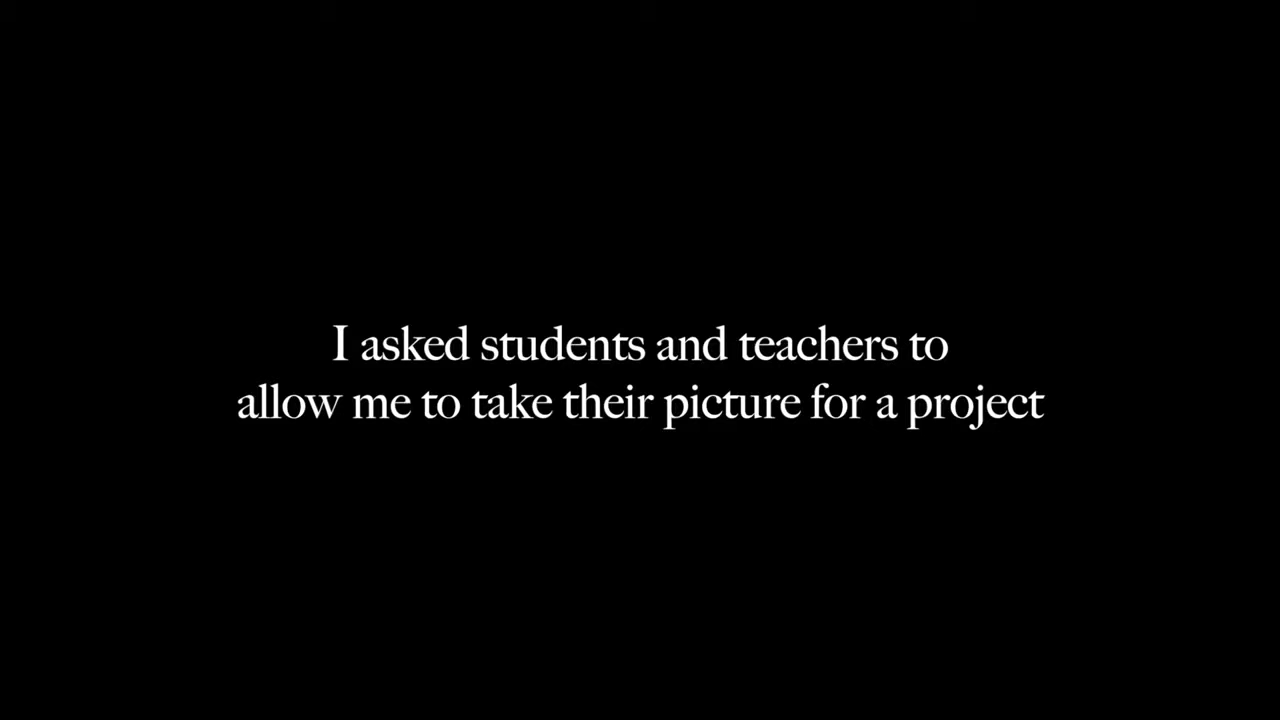 I asked students and teachers to
allow me to take their picture for a project